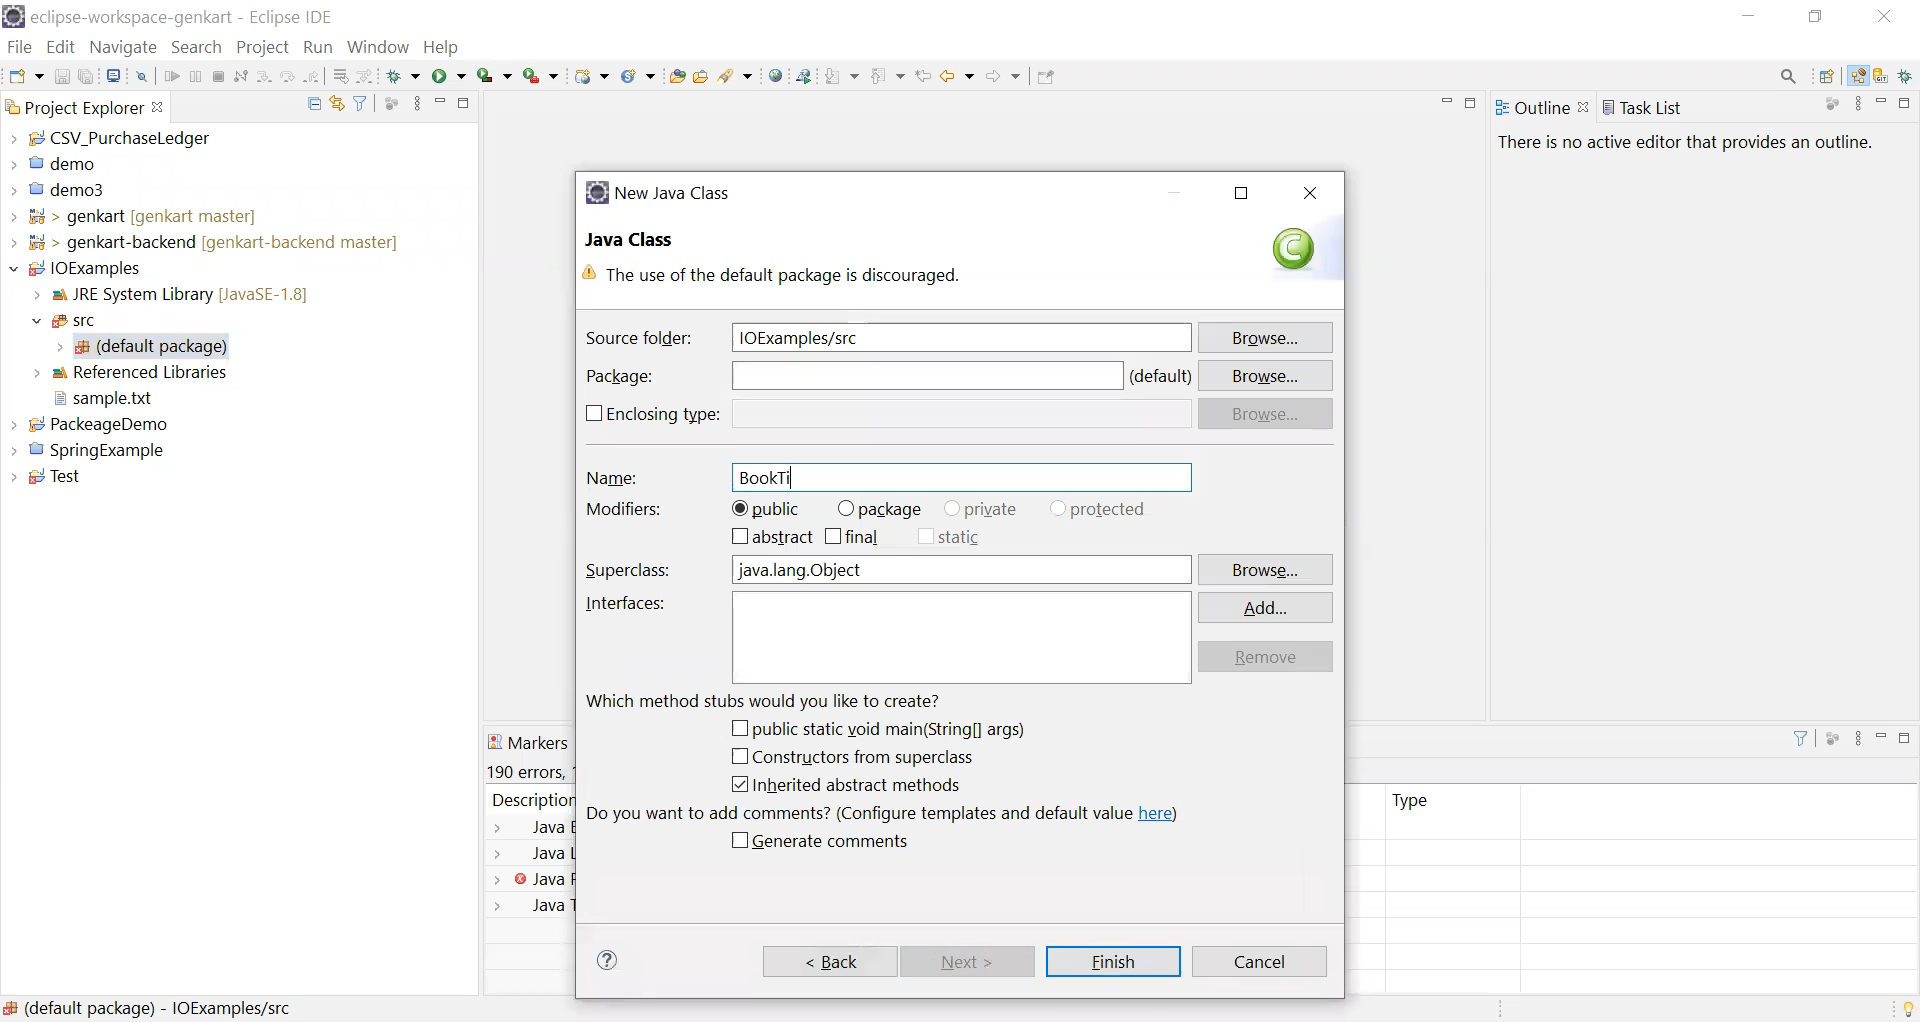 eclipse-workspace-genkart - Eclipse IDE
File Edit Navigate Search Project Run Window Help
Project Explorer
CSV_PurchaseLedger
demo
demo3
> genkart [genkart master]
> genkart-backend [genkart-backend master]
IOExamples
JRE System Library [JavaSE-1.8]
src
(default package)
Referenced Libraries
sample.txt
PackeageDemo
SpringExample
Test
Outline Task List
There is no active editor that provides an outline.
New Java Class
Java Class
The use of the default package is discouraged.
Source folder: IOExamples/src Browse...
Package: (default) Browse...
Enclosing type: Browse...
Name: BookTi
Modifiers: public package private protected
abstract final static
Superclass: java.lang.Object Browse...
Interfaces: Add...
Remove
Which method stubs would you like to create?
public static void main(String[] args)
Constructors from superclass
Inherited abstract methods
Do you want to add comments? (Configure templates and default value here)
Generate comments
< Back Next > Finish Cancel
Markers
190 errors,
Description Type
Java
Java
Java
Java
(default package) - IOExamples/src